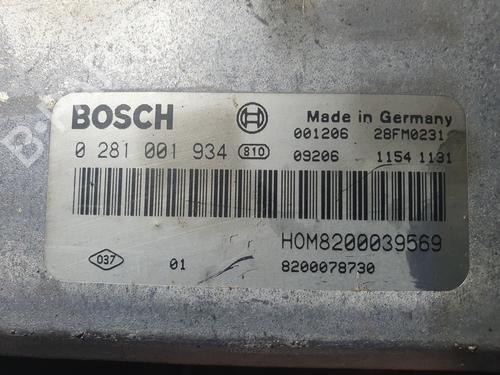 BOSCH
Made in Germany
001206 28FM0231
0 281 001 934 810
09206 1154 1131
HOM8200039569
037 01 8200078730